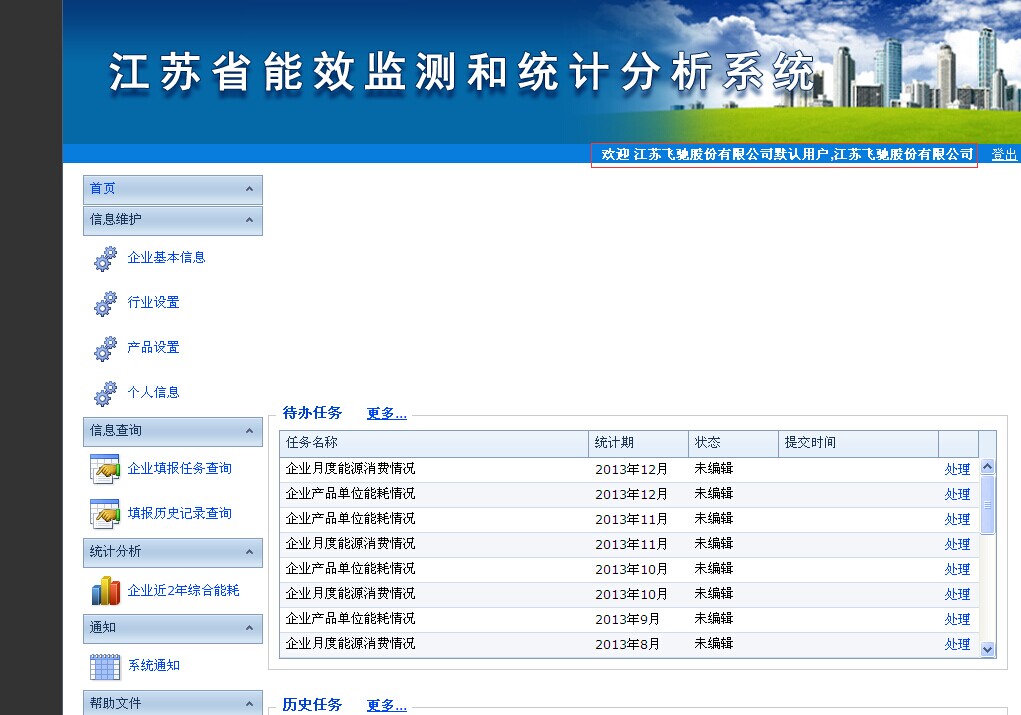 江苏省能效监测和统计分析系统
欢迎 江苏飞驰股份有限公司默认用户,江苏飞驰股份有限公司 登出
首页
信息维护
企业基本信息
行业设置
产品设置
个人信息
信息查询
企业填报任务查询
填报历史记录查询
统计分析
企业近2年综合能耗
通知
系统通知
帮助文件
待办任务 更多...
任务名称 统计期 状态 提交时间
企业月度能源消费情况 2013年12月 未编辑 处理
企业产品单位能耗情况 2013年12月 未编辑 处理
企业产品单位能耗情况 2013年11月 未编辑 处理
企业月度能源消费情况 2013年11月 未编辑 处理
企业产品单位能耗情况 2013年10月 未编辑 处理
企业月度能源消费情况 2013年10月 未编辑 处理
企业产品单位能耗情况 2013年9月 未编辑 处理
企业月度能源消费情况 2013年8月 未编辑 处理
历史任务 更多...